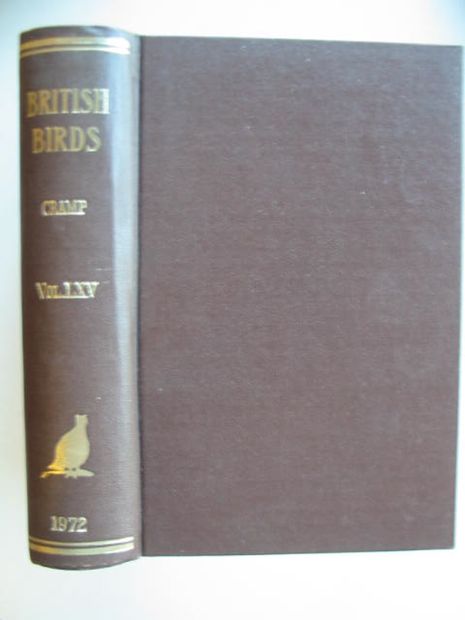 BRITISH
BIRDS
CRAMP
VOL. LXV
1972